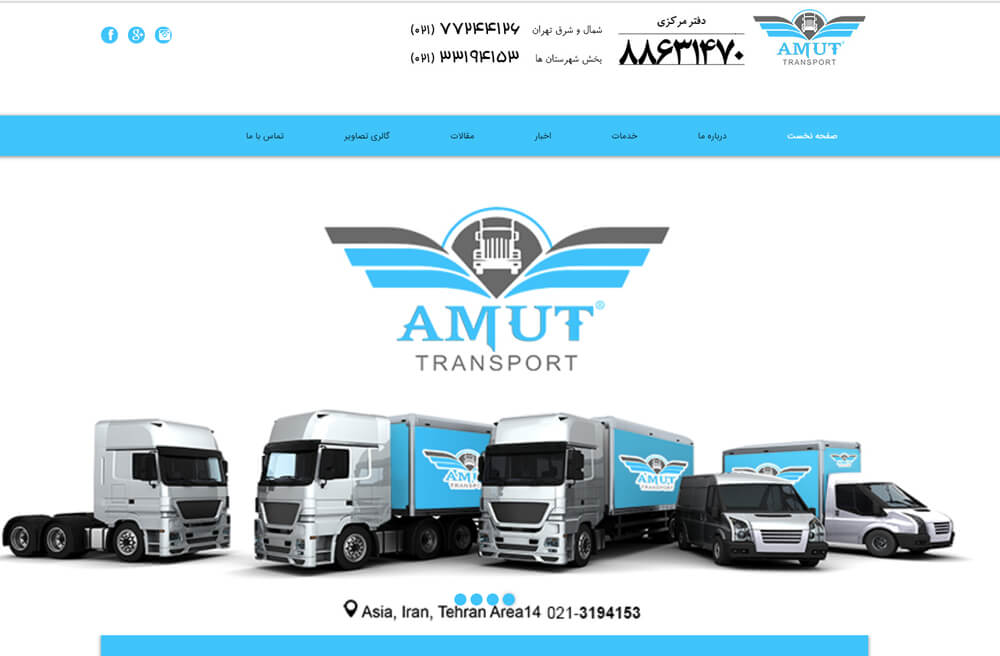 AMUT®
TRANSPORT
دفتر مرکزی
۸۸۶۳۱۴۷۰
شمال و شرق تهران ۷۷۲۴۴۱۲۶ (۰۲۱)
بخش شهرستان ها ۳۳۱۹۴۱۵۳ (۰۲۱)
صفحه نخست درباره ما خدمات اخبار مقالات گالری تصاویر تماس با ما
AMUT®
TRANSPORT
AMUT
TRANSPORT
AMUT
TRANSPORT
Asia, Iran, Tehran Area14 021-3194153